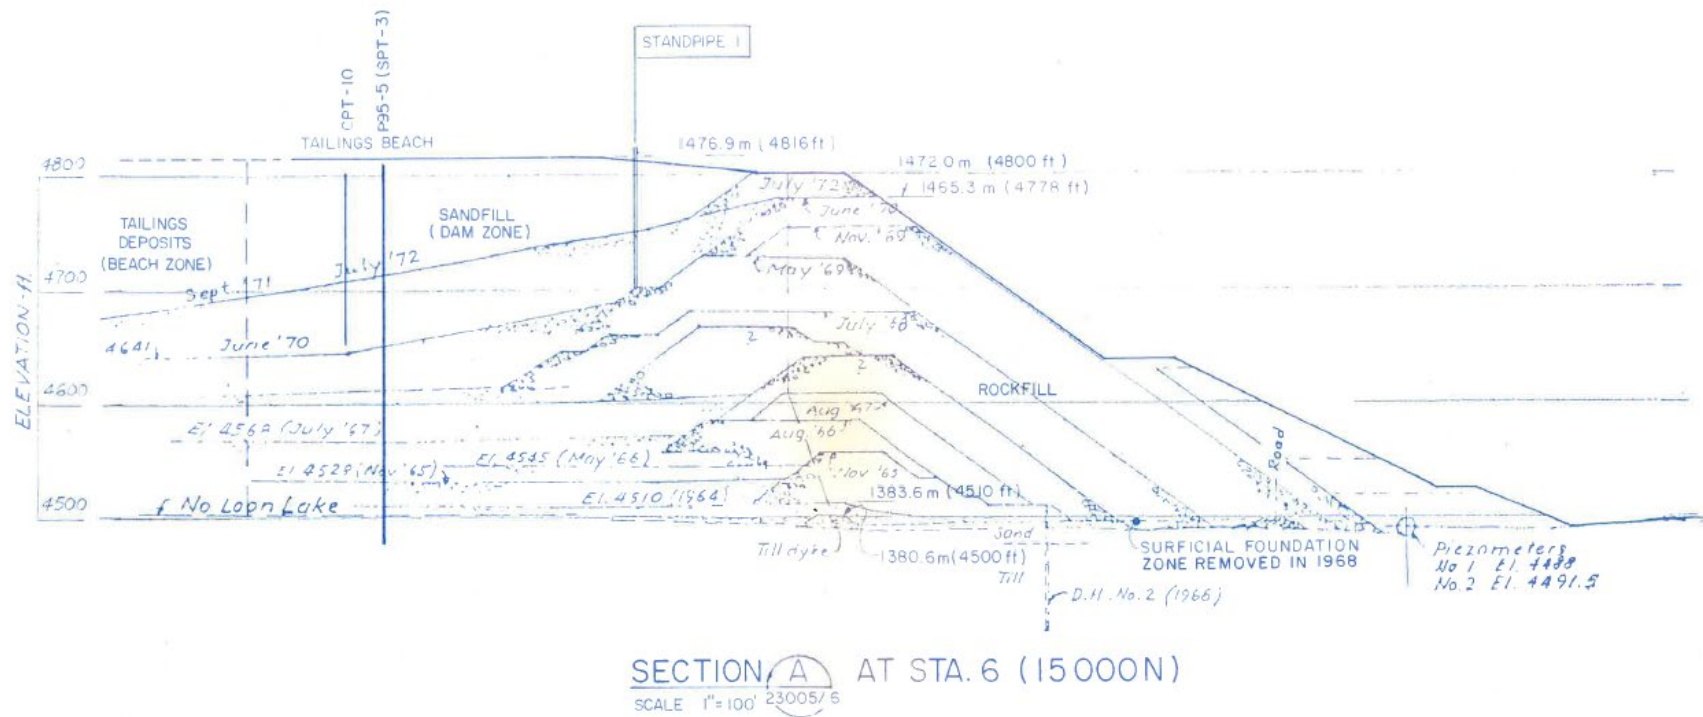 STANDPIPE 1
CPT-10
P95-5 (SPT-3)
TAILINGS BEACH
1476.9 m (4816 ft)
1472.0 m (4800 ft)
1465.3 m (4778 ft)
4800
July '72
June '70
Nov. '69
TAILINGS
DEPOSITS
(BEACH ZONE)
SANDFILL
(DAM ZONE)
July '72
May '69
4700
Sept. '71
ELEVATION-ft.
4641
June '70
July '68
2
2
4600
ROCKFILL
Aug '67
El. 4562 (July '67)
Aug '66
El. 4545 (May '66)
El. 4529 (Nov '65)
Nov '65
El. 4510 (1964)
1383.6 m (4510 ft)
Road
4500
No Loon Lake
Till dyke
Sand
1380.6 m (4500 ft)
Till
SURFICIAL FOUNDATION
ZONE REMOVED IN 1968
Piezometers
No 1 El. 4488
No. 2 El. 4491.5
D.H. No. 2 (1966)
SECTION A AT STA. 6 (15000N)
SCALE 1"=100' 23005/6